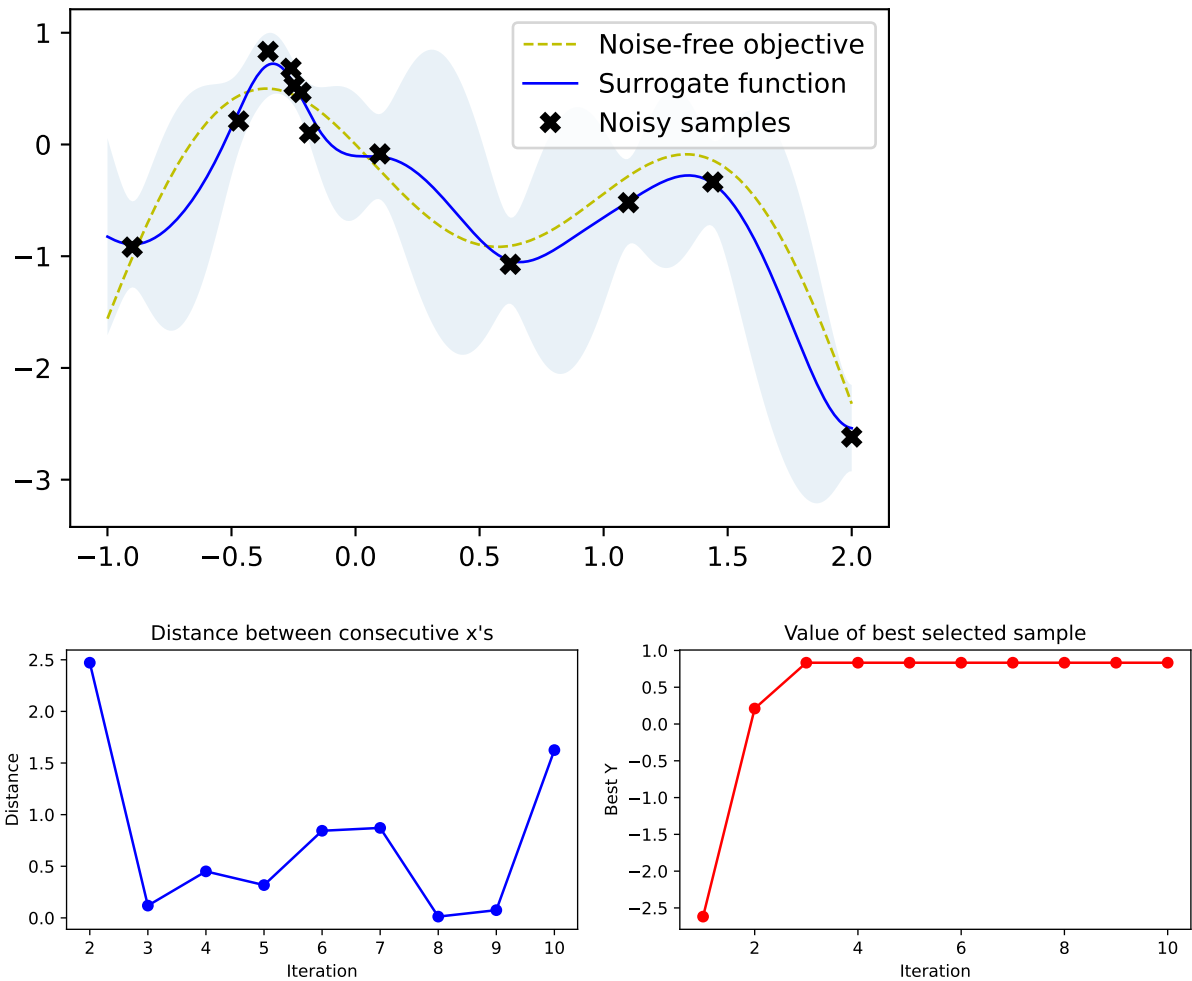 1
0
−1
−2
−3
Noise-free objective
Surrogate function
Noisy samples
−1.0 −0.5 0.0 0.5 1.0 1.5 2.0
Distance between consecutive x's
2.5
2.0
1.5
1.0
0.5
0.0
Distance
2 3 4 5 6 7 8 9 10
Iteration
Value of best selected sample
1.0
0.5
0.0
−0.5
−1.0
−1.5
−2.0
−2.5
Best Y
2 4 6 8 10
Iteration